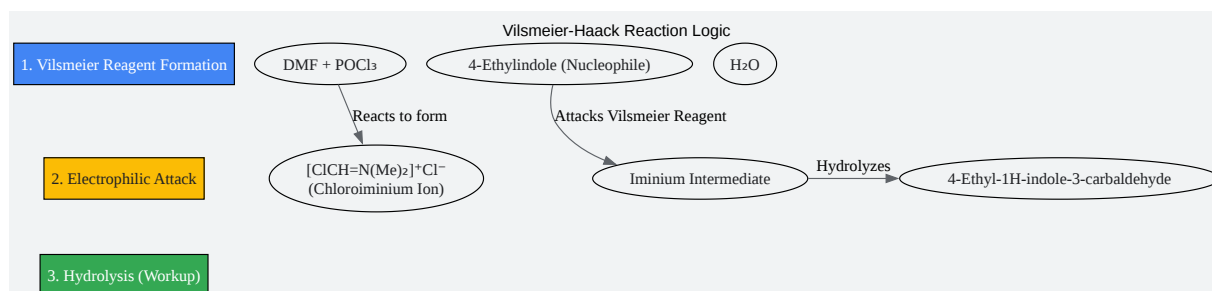 Vilsmeier-Haack Reaction Logic
1. Vilsmeier Reagent Formation
DMF + POCl₃
4-Ethylindole (Nucleophile)
H₂O
Reacts to form
Attacks Vilsmeier Reagent
2. Electrophilic Attack
[ClCH=N(Me)₂]⁺Cl⁻
(Chloroiminium Ion)
Iminium Intermediate
Hydrolyzes
4-Ethyl-1H-indole-3-carbaldehyde
3. Hydrolysis (Workup)